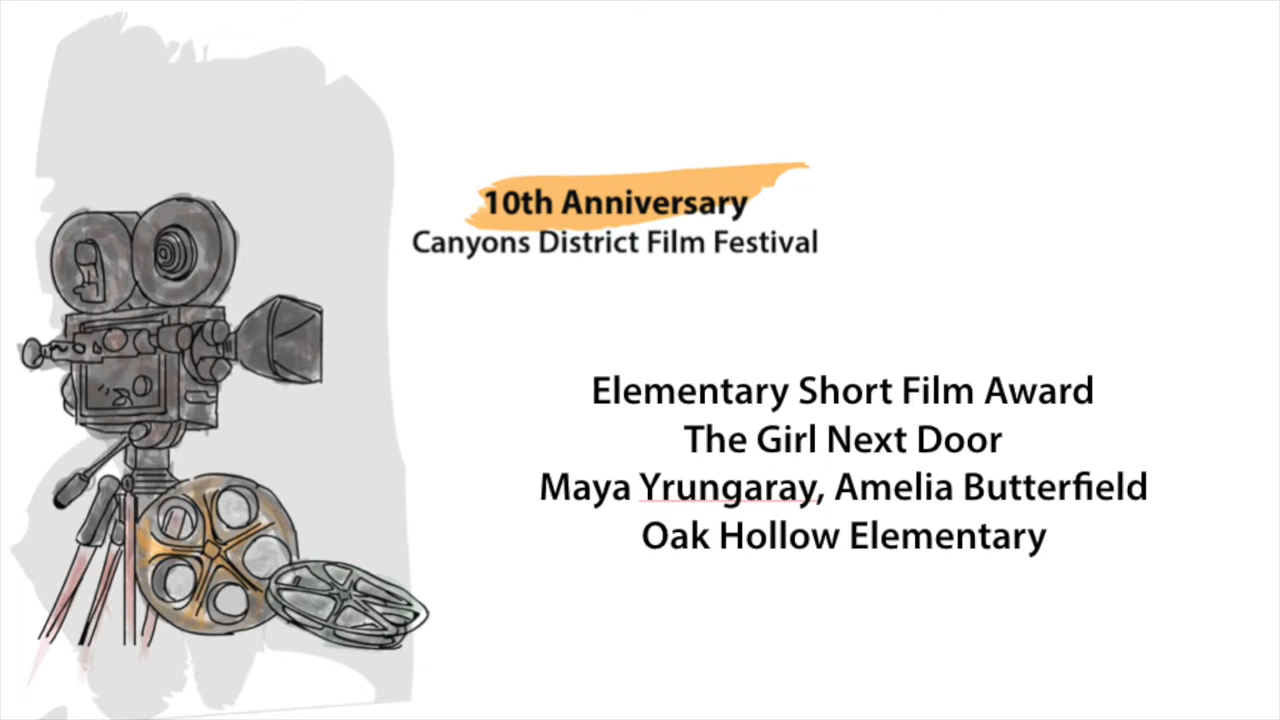 10th Anniversary
Canyons District Film Festival
Elementary Short Film Award
The Girl Next Door
Maya Yrungaray, Amelia Butterfield
Oak Hollow Elementary